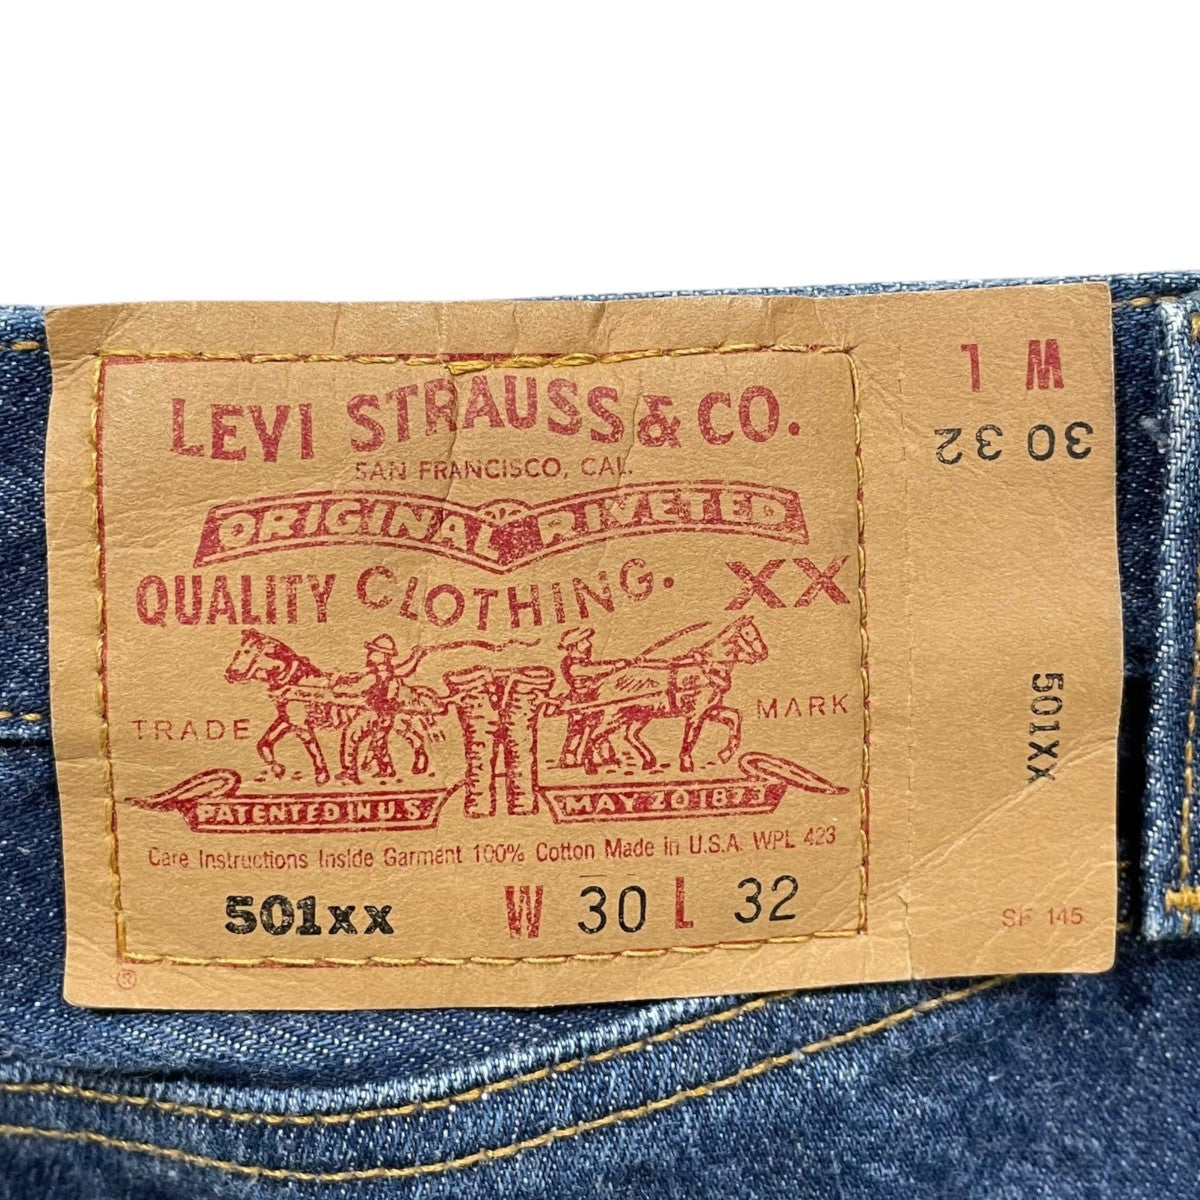 LEVI STRAUSS & CO.
SAN FRANCISCO, CAL.
ORIGINAL RIVETED
QUALITY CLOTHING. XX
TRADE MARK
PATENTED IN U.S. MAY 20 1873
Care Instructions Inside Garment 100% Cotton Made in U.S.A. WPL 423
501xx W 30 L 32
®
W L
30 32
501XX
SF 145